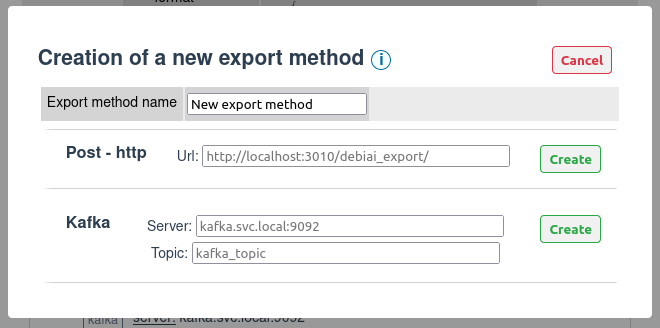 format
Creation of a new export method i
Cancel
Export method name New export method
Post - http Url: http://localhost:3010/debiai_export/ Create
Kafka Server: kafka.svc.local:9092 Create
Topic: kafka_topic
kafka server: kafka.svc.local:9092